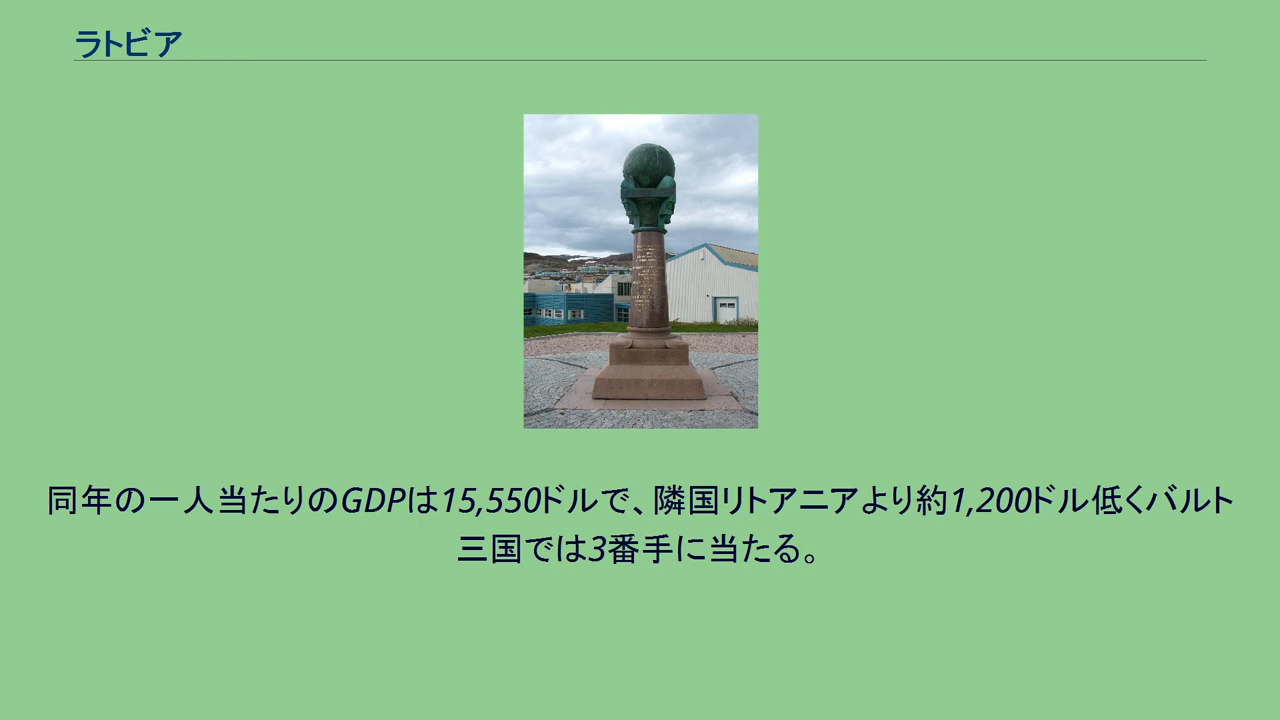 ラトビア
同年の一人当たりのGDPは15,550ドルで、隣国リトアニアより約1,200ドル低くバルト
三国では3番手に当たる。